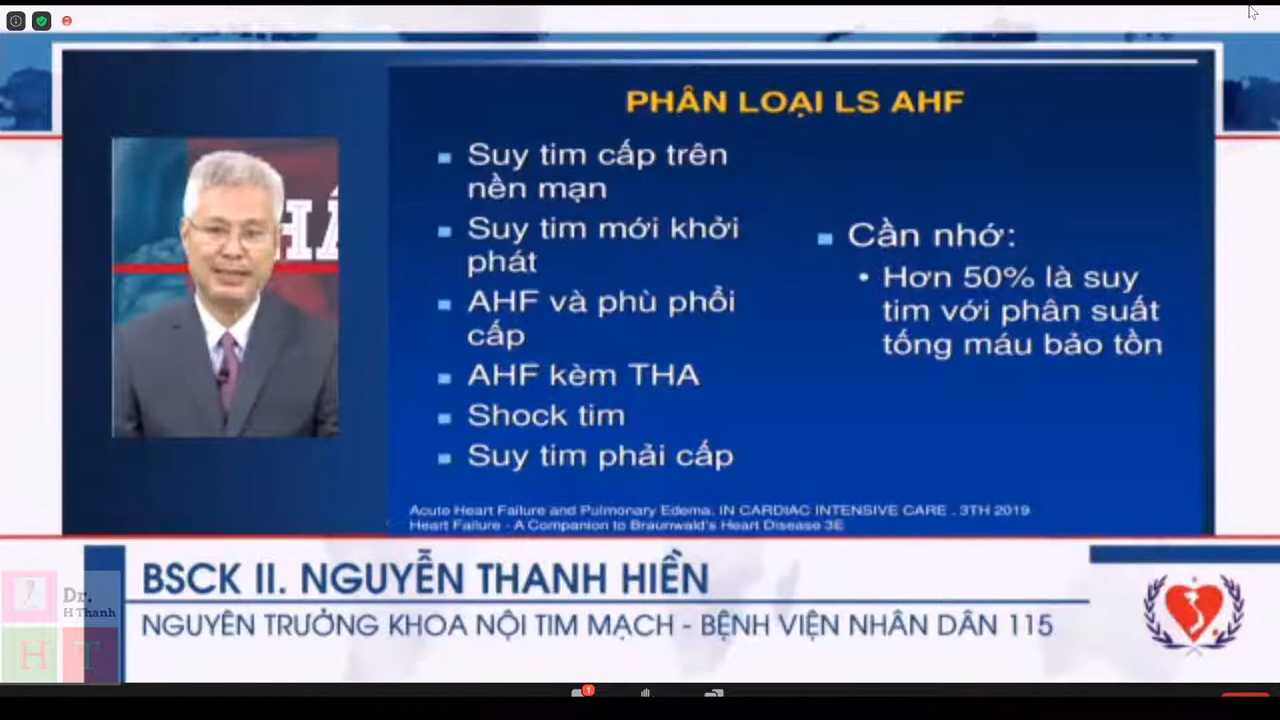 PHÂN LOẠI LS AHF
Suy tim cấp trên
nền mạn
Suy tim mới khởi
phát
AHF và phù phổi
cấp
AHF kèm THA
Shock tim
Suy tim phải cấp
Cần nhớ:
Hơn 50% là suy
tim với phân suất
tống máu bảo tồn
Acute Heart Failure and Pulmonary Edema. IN CARDIAC INTENSIVE CARE . 3TH 2019
Heart Failure - A Companion to Braunwald's Heart Disease 3E
BSCK II. NGUYỄN THANH HIỀN
NGUYÊN TRƯỞNG KHOA NỘI TIM MẠCH - BỆNH VIỆN NHÂN DÂN 115
Dr.
H Thanh
H T
1